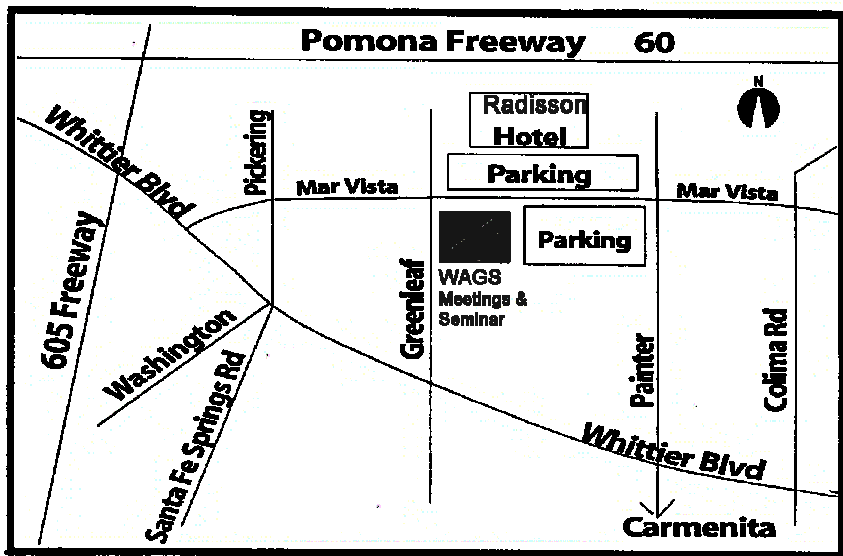 Pomona Freeway 60
N
Radisson
Hotel
Whittier Blvd
Pickering
Parking
Mar Vista
Mar Vista
605 Freeway
Parking
WAGS
Meetings &
Seminar
Greenleaf
Washington
Santa Fe Springs Rd
Painter
Colima Rd
Whittier Blvd
Carmenita